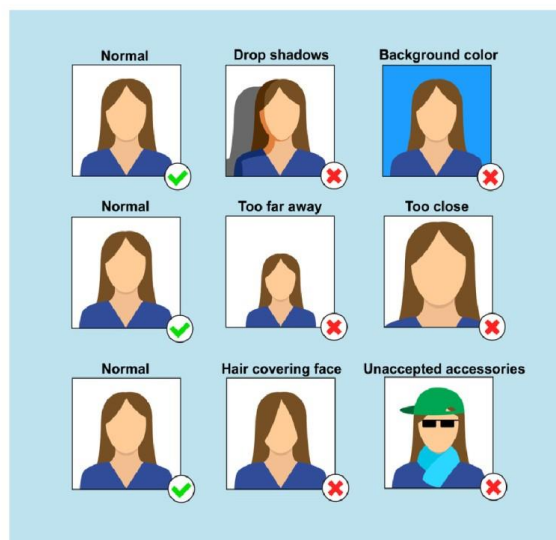 Normal
Drop shadows
Background color
Normal
Too far away
Too close
Normal
Hair covering face
Unaccepted accessories